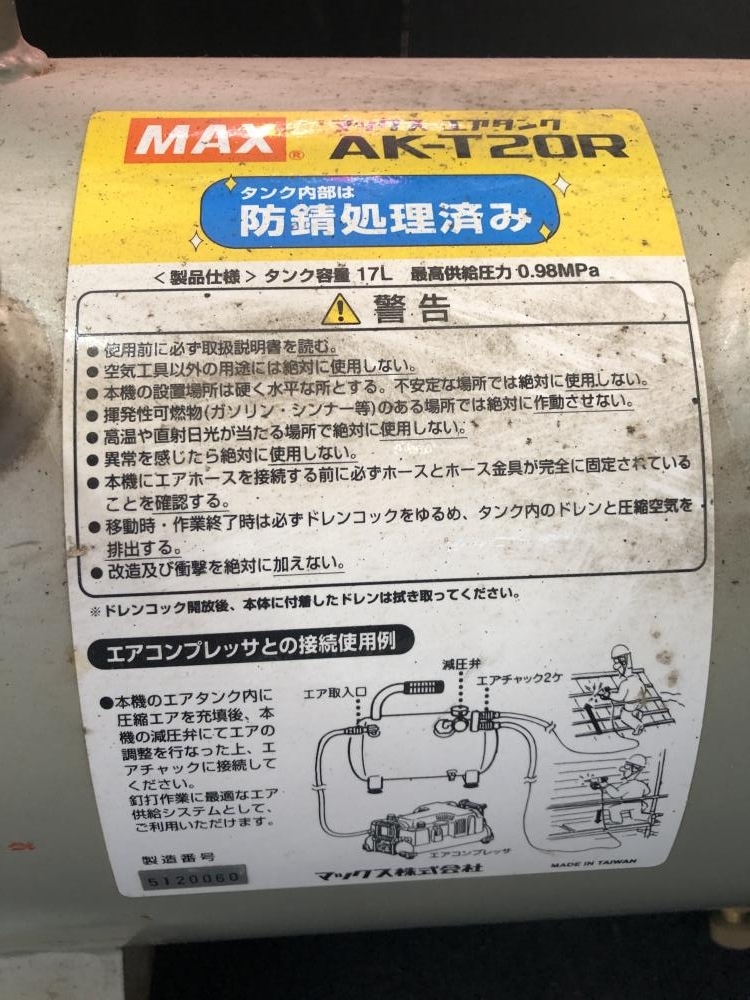 MAX®
マックス エアタンク
AK-T20R
タンク内部は
防錆処理済み
＜製品仕様＞ タンク容量 17L 最高供給圧力 0.98MPa
警告
●使用前に必ず取扱説明書を読む。
●空気工具以外の用途には絶対に使用しない。
●本機の設置場所は硬く水平な所とする。不安定な場所では絶対に使用しない。
●揮発性可燃物(ガソリン・シンナー等)のある場所では絶対に作動させない。
●高温や直射日光が当たる場所で絶対に使用しない。
●異常を感じたら絶対に使用しない。
●本機にエアホースを接続する前に必ずホースとホース金具が完全に固定されている
ことを確認する。
●移動時・作業終了時は必ずドレンコックをゆるめ、タンク内のドレンと圧縮空気を
排出する。
●改造及び衝撃を絶対に加えない。
※ドレンコック開放後、本体に付着したドレンは拭き取ってください。
エアコンプレッサとの接続使用例
●本機のエアタンク内に
圧縮エアを充填後、本
機の減圧弁にてエアの
調整を行なった上、エ
アチャックに接続して
ください。
釘打作業に最適なエア
供給システムとして、
ご利用いただけます。
減圧弁
エア取入口
エアチャック2ケ
エアコンプレッサ
製造番号
5120060
マックス株式会社
MADE IN TAIWAN